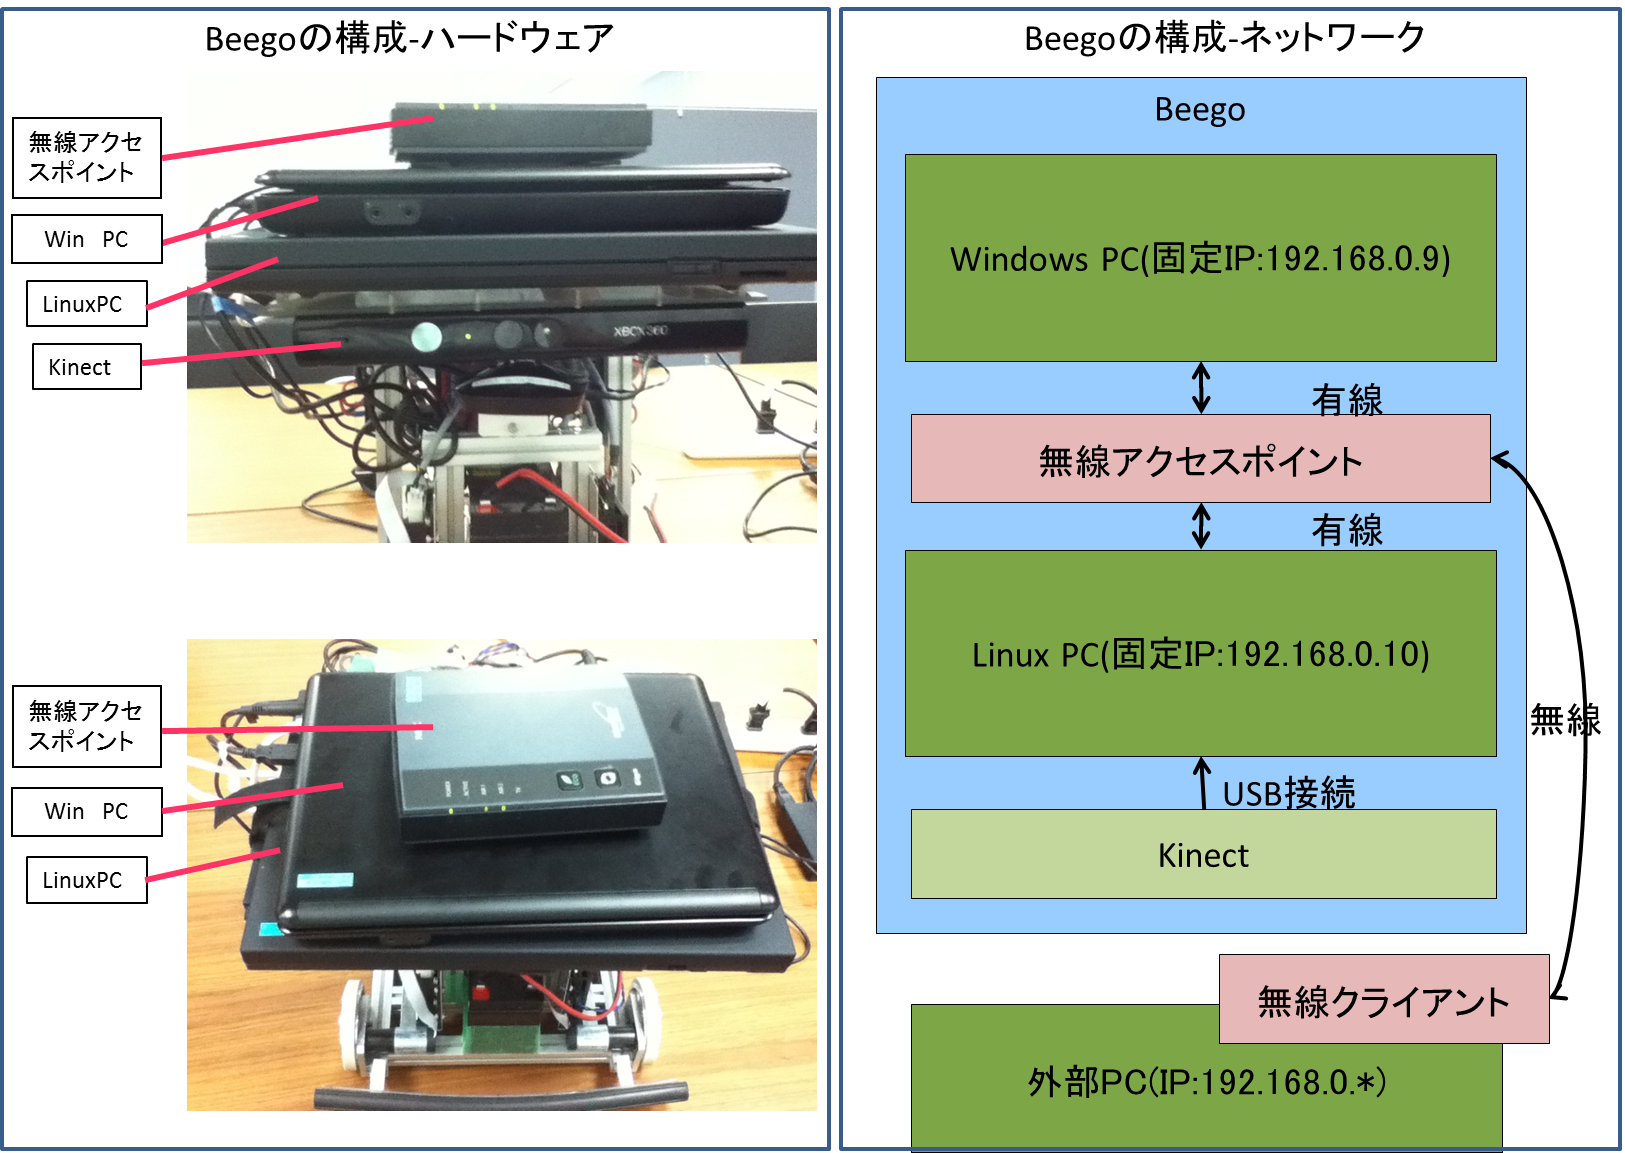 Beegoの構成-ハードウェア
無線アクセ
スポイント
Win PC
LinuxPC
Kinect
XBOX 360
無線アクセ
スポイント
Win PC
LinuxPC
Beegoの構成-ネットワーク
Beego
Windows PC(固定IP:192.168.0.9)
有線
無線アクセスポイント
有線
Linux PC(固定IP:192.168.0.10)
無線
USB接続
Kinect
無線クライアント
外部PC(IP:192.168.0.*)